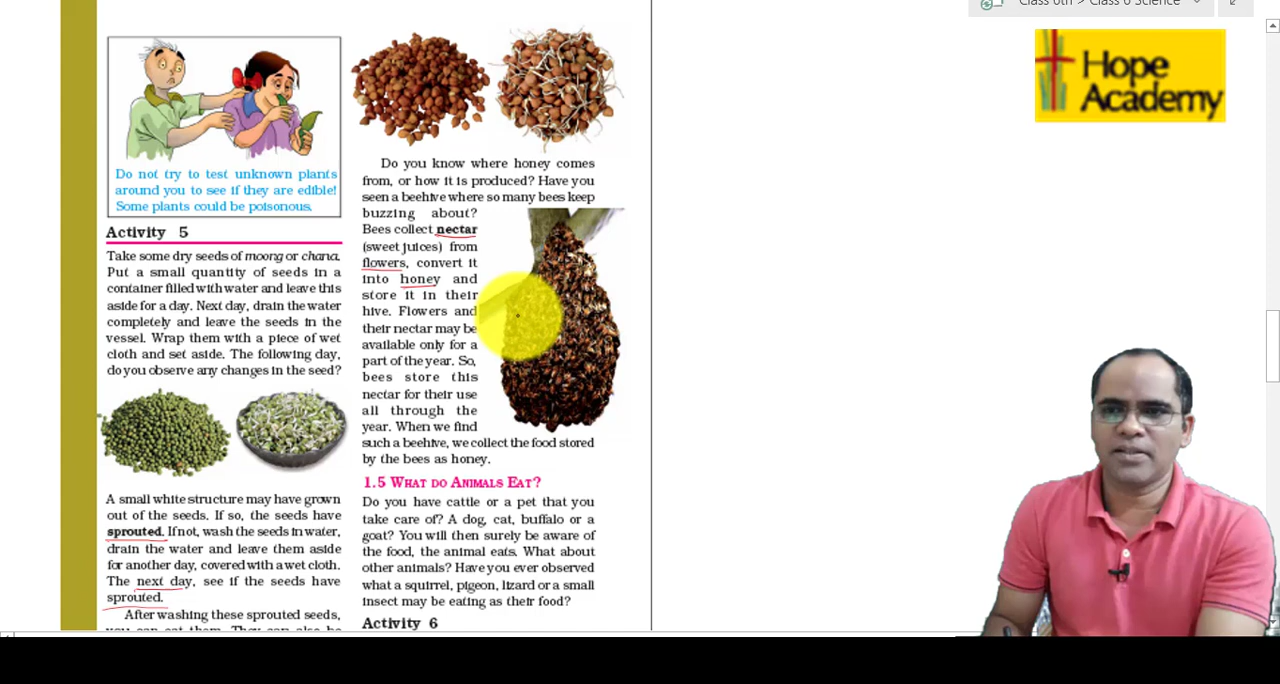 Class 6th > Class 6 Science
Hope
Academy
Do not try to test unknown plants
around you to see if they are edible!
Some plants could be poisonous.
Activity 5
Take some dry seeds of moong or chana.
Put a small quantity of seeds in a
container filled with water and leave this
aside for a day. Next day, drain the water
completely and leave the seeds in the
vessel. Wrap them with a piece of wet
cloth and set aside. The following day,
do you observe any changes in the seed?
A small white structure may have grown
out of the seeds. If so, the seeds have
sprouted. If not, wash the seeds in water,
drain the water and leave them aside
for another day, covered with a wet cloth.
The next day, see if the seeds have
sprouted.
After washing these sprouted seeds,
you can eat them. They can also be
Do you know where honey comes
from, or how it is produced? Have you
seen a beehive where so many bees keep
buzzing about?
Bees collect nectar
(sweet juices) from
flowers, convert it
into honey and
store it in their
hive. Flowers and
their nectar may be
available only for a
part of the year. So,
bees store this
nectar for their use
all through the
year. When we find
such a beehive, we collect the food stored
by the bees as honey.
1.5 WHAT DO ANIMALS EAT?
Do you have cattle or a pet that you
take care of? A dog, cat, buffalo or a
goat? You will then surely be aware of
the food, the animal eats. What about
other animals? Have you ever observed
what a squirrel, pigeon, lizard or a small
insect may be eating as their food?
Activity 6